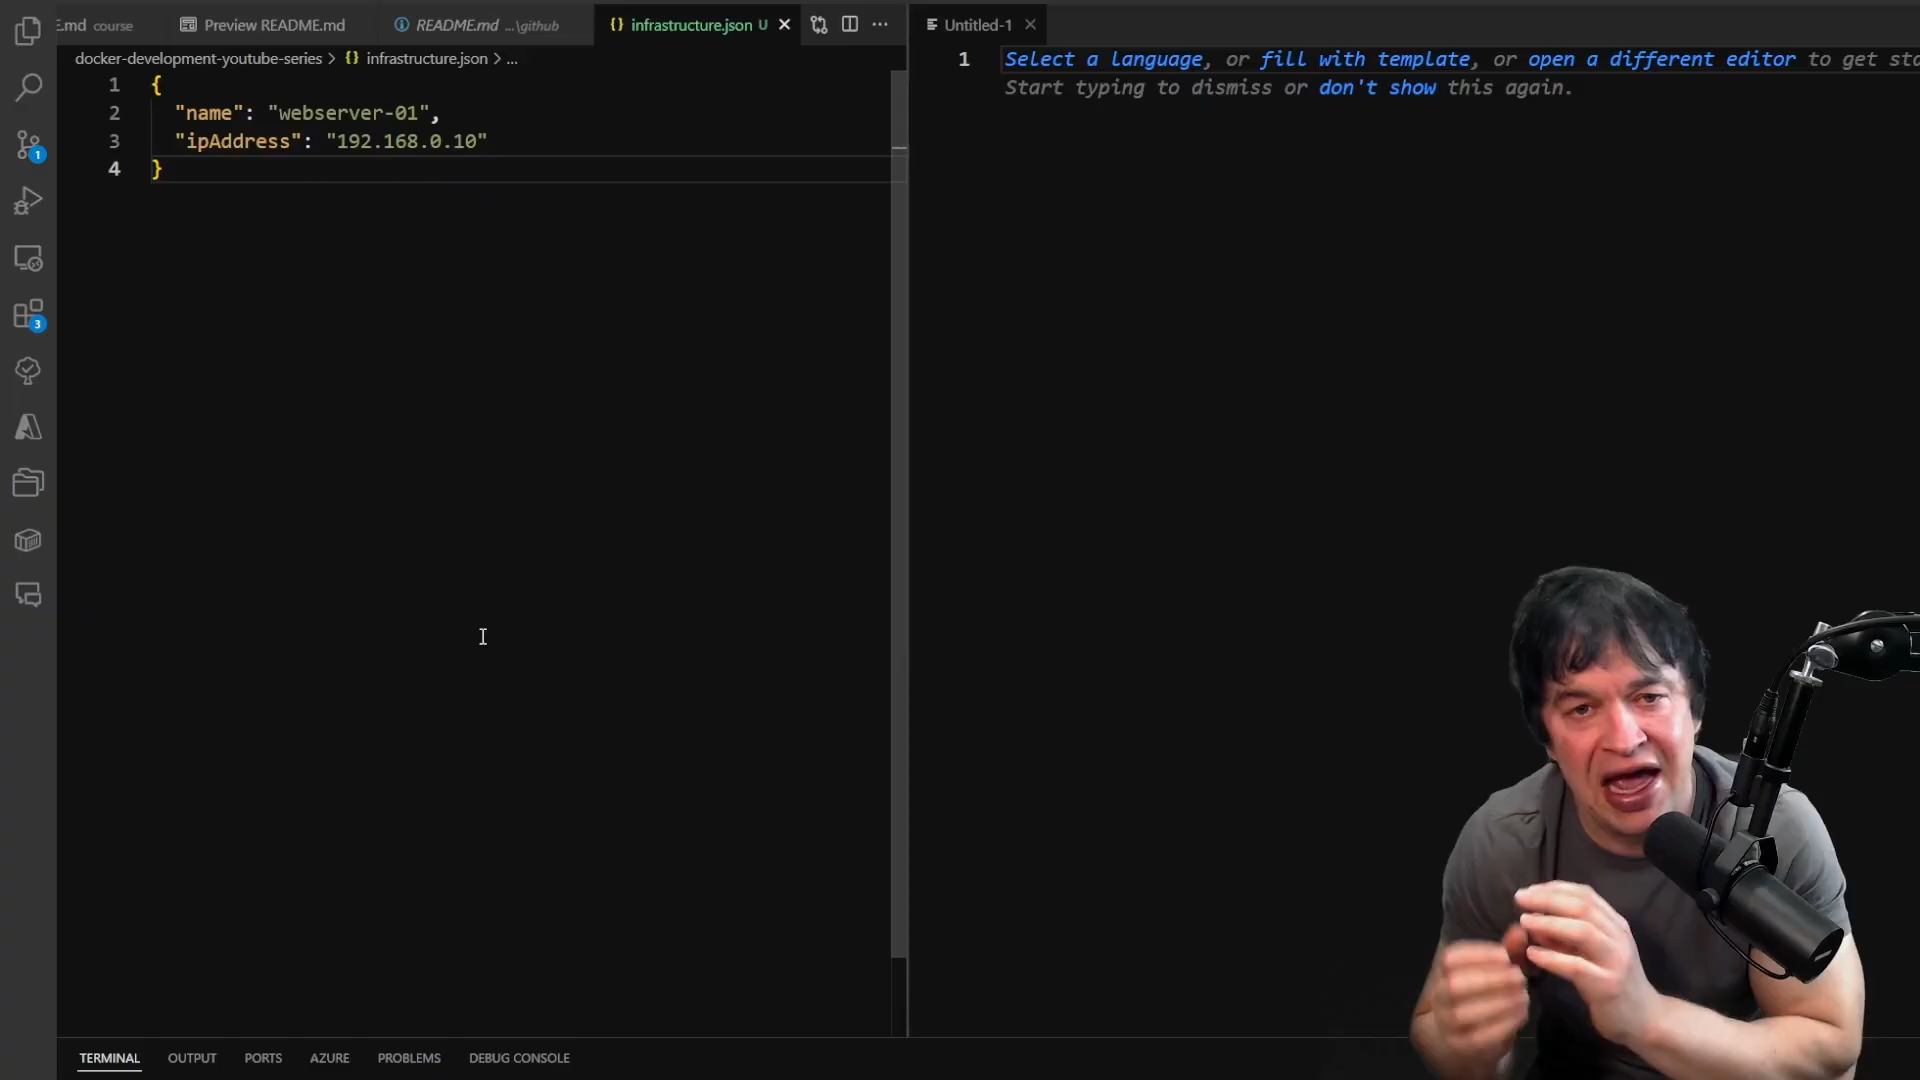 E.md course
Preview README.md
README.md ...\github
{} infrastructure.json U
Untitled-1
docker-development-youtube-series > {} infrastructure.json > ...
1 {
2 "name": "webserver-01",
3 "ipAddress": "192.168.0.10"
4 }
1 Select a language, or fill with template, or open a different editor to get sta
Start typing to dismiss or don't show this again.
1
3
TERMINAL OUTPUT PORTS AZURE PROBLEMS DEBUG CONSOLE